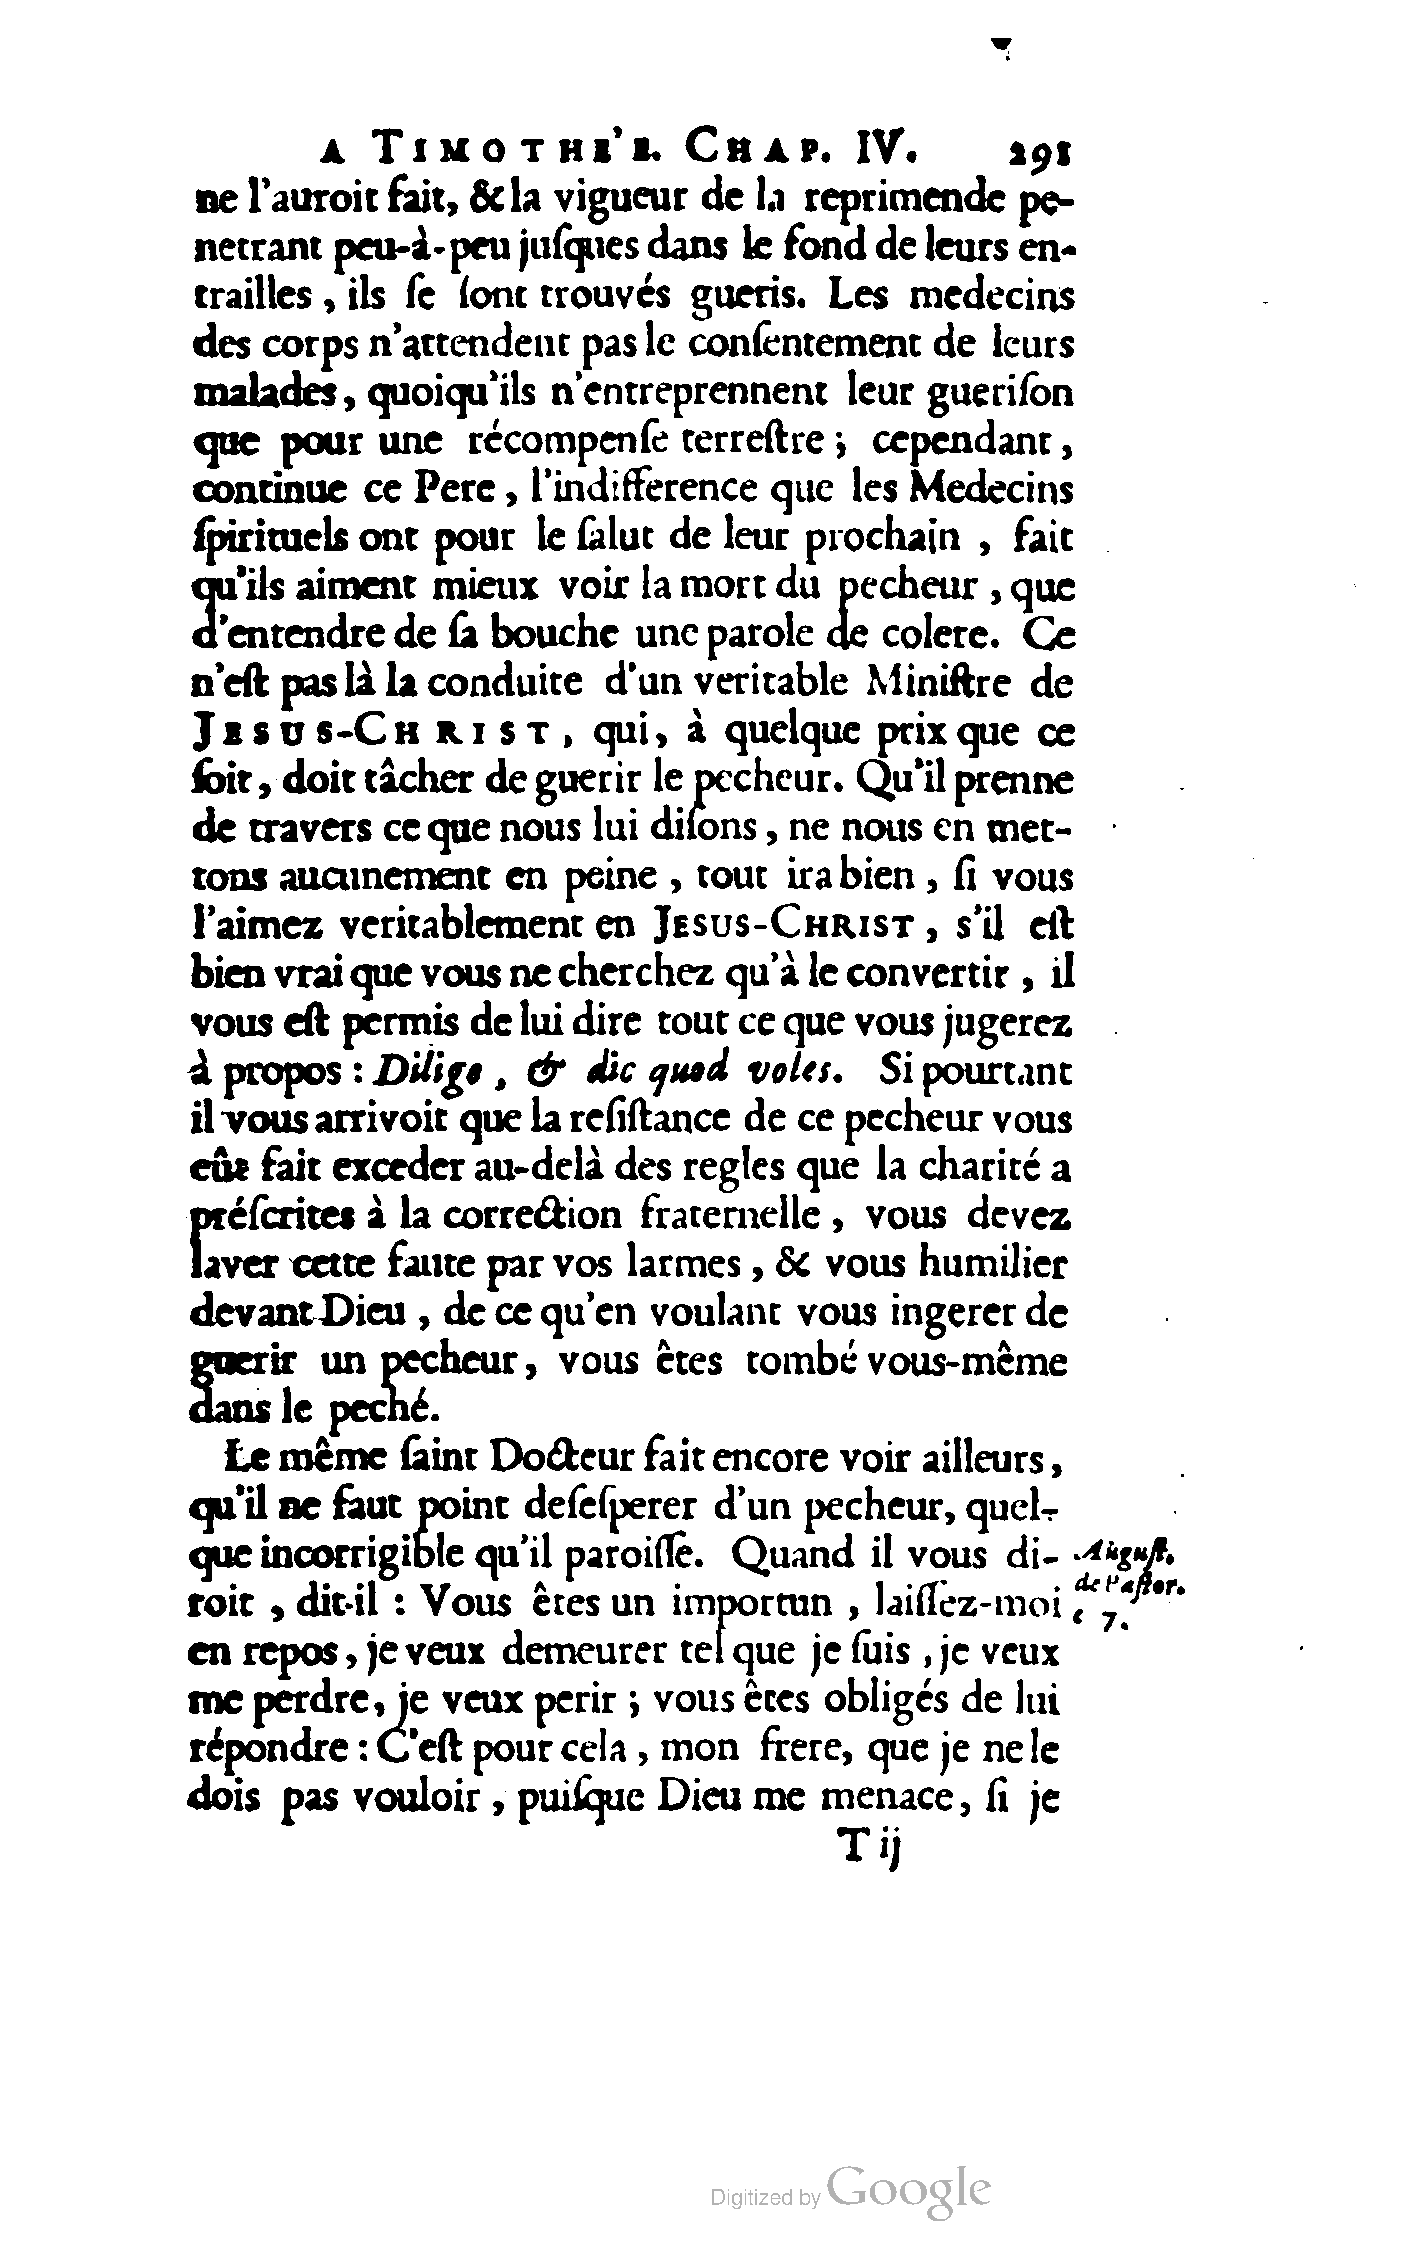 A TIMOTHE'E. CHAP. IV. 291
ne l'auroit fait, & la vigueur de la reprimende pe-
netrant peu-à-peu juſques dans le fond de leurs en-
trailles, ils ſe ſont trouvés gueris. Les medecins
des corps n'attendent pas le conſentement de leurs
malades, quoiqu'ils n'entreprennent leur gueriſon
que pour une récompenſe terreſtre ; cependant,
continue ce Pere, l'indifference que les Medecins
ſpirituels ont pour le ſalut de leur prochain, fait
qu'ils aiment mieux voir la mort du pecheur, que
d'entendre de ſa bouche une parole de colere. Ce
n'eſt pas là la conduite d'un veritable Miniſtre de
JESUS-CHRIST, qui, à quelque prix que ce
ſoit, doit tâcher de guerir le pecheur. Qu'il prenne
de travers ce que nous lui diſons, ne nous en met-
tons aucunement en peine, tout ira bien, ſi vous
l'aimez veritablement en JESUS-CHRIST, s'il eſt
bien vrai que vous ne cherchez qu'à le convertir, il
vous eſt permis de lui dire tout ce que vous jugerez
à propos : Dilige, & dic quod voles. Si pourtant
il vous arrivoit que la reſiſtance de ce pecheur vous
eût fait exceder au-delà des regles que la charité a
préſcrites à la correction fraternelle, vous devez
laver cette faute par vos larmes, & vous humilier
devant Dieu, de ce qu'en voulant vous ingerer de
guerir un pecheur, vous êtes tombé vous-même
dans le peché.
Le même ſaint Docteur fait encore voir ailleurs,
qu'il ne faut point deſeſperer d'un pecheur, quel-
que incorrigible qu'il paroiſſe. Quand il vous di-
roit, dit-il : Vous êtes un importun, laiſſez-moi
en repos, je veux demeurer tel que je ſuis, je veux
me perdre, je veux perir ; vous êtes obligés de lui
répondre : C'eſt pour cela, mon frere, que je ne le
dois pas vouloir, puiſque Dieu me menace, ſi je
August.
de Paſtor.
c 7.
T ij
Digitized by Google